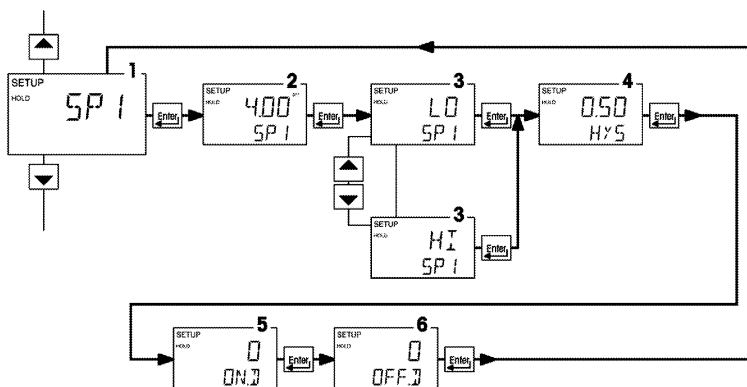 1
SETUP
HOLD
SP1
Enter
2
SETUP
HOLD
4.00 pH
SP1
Enter
3
SETUP
HOLD
LO
SP1
Enter
4
SETUP
HOLD
0.50
HYS
Enter
3
SETUP
HOLD
HI
SP1
Enter
5
SETUP
HOLD
0
ON.D
Enter
6
SETUP
HOLD
0
OFF.D
Enter